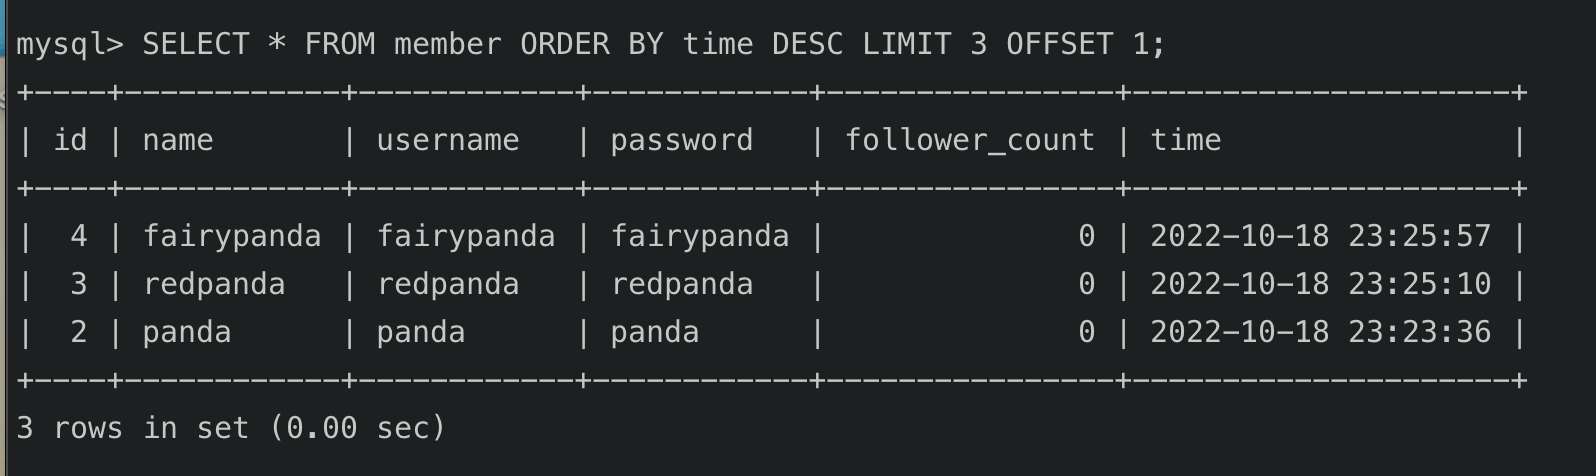 mysql> SELECT * FROM member ORDER BY time DESC LIMIT 3 OFFSET 1;
+----+------------+------------+------------+----------------+---------------------+
| id | name       | username   | password   | follower_count | time                |
+----+------------+------------+------------+----------------+---------------------+
|  4 | fairypanda | fairypanda | fairypanda |              0 | 2022-10-18 23:25:57 |
|  3 | redpanda   | redpanda   | redpanda   |              0 | 2022-10-18 23:25:10 |
|  2 | panda      | panda      | panda      |              0 | 2022-10-18 23:23:36 |
+----+------------+------------+------------+----------------+---------------------+
3 rows in set (0.00 sec)